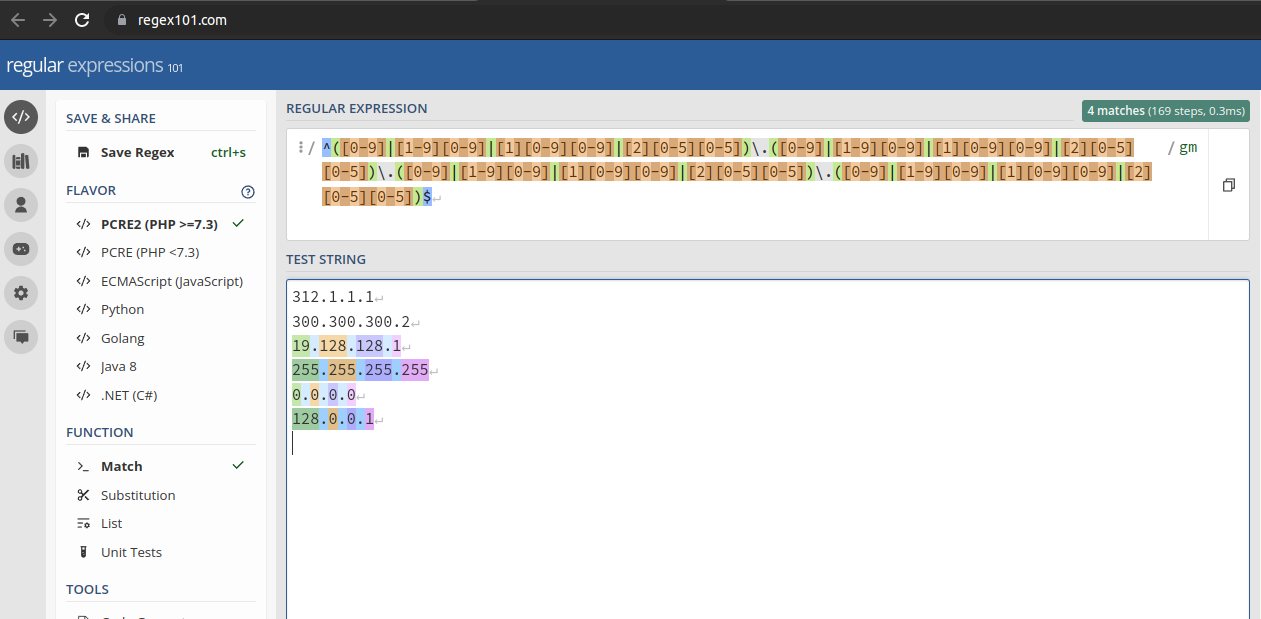 regex101.com
regular expressions 101
SAVE & SHARE
Save Regex ctrl+s
FLAVOR
PCRE2 (PHP >=7.3)
PCRE (PHP <7.3)
ECMAScript (JavaScript)
Python
Golang
Java 8
.NET (C#)
FUNCTION
Match
Substitution
List
Unit Tests
TOOLS
REGULAR EXPRESSION
4 matches (169 steps, 0.3ms)
/ ^([0-9]|[1-9][0-9]|[1][0-9][0-9]|[2][0-5][0-5])\.([0-9]|[1-9][0-9]|[1][0-9][0-9]|[2][0-5] / gm
[0-5])\.([0-9]|[1-9][0-9]|[1][0-9][0-9]|[2][0-5][0-5])\.([0-9]|[1-9][0-9]|[1][0-9][0-9]|[2]
[0-5][0-5])$↵
TEST STRING
312.1.1.1↵
300.300.300.2↵
19.128.128.1↵
255.255.255.255↵
0.0.0.0↵
128.0.0.1↵